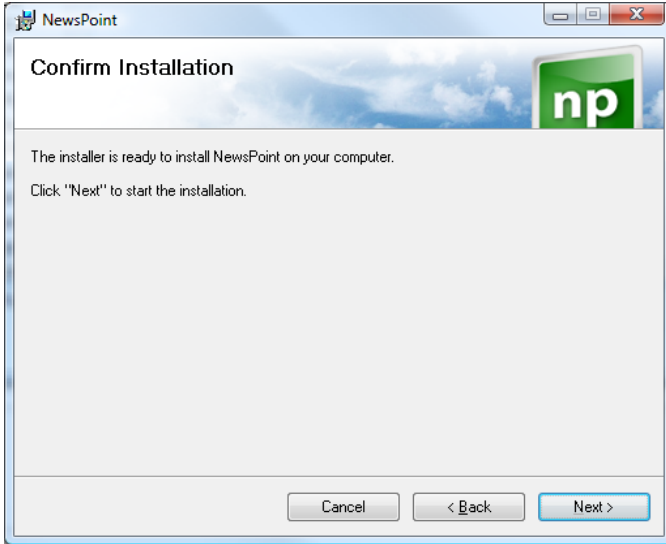 NewsPoint
Confirm Installation
np
The installer is ready to install NewsPoint on your computer.
Click "Next" to start the installation.
Cancel
< Back
Next >